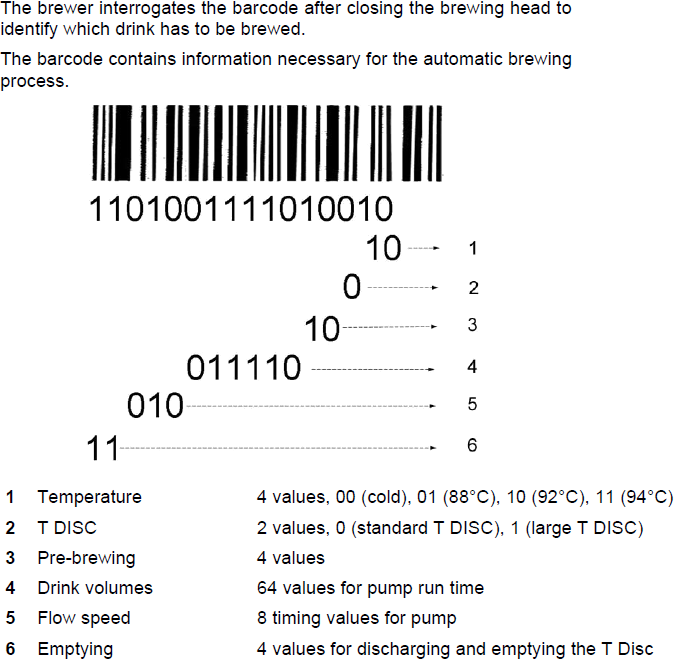 The brewer interrogates the barcode after closing the brewing head to
identify which drink has to be brewed.
The barcode contains information necessary for the automatic brewing
process.
1101001111010010
10 1
0 2
10 3
011110 4
010 5
11 6
1 Temperature 4 values, 00 (cold), 01 (88°C), 10 (92°C), 11 (94°C)
2 T DISC 2 values, 0 (standard T DISC), 1 (large T DISC)
3 Pre-brewing 4 values
4 Drink volumes 64 values for pump run time
5 Flow speed 8 timing values for pump
6 Emptying 4 values for discharging and emptying the T Disc